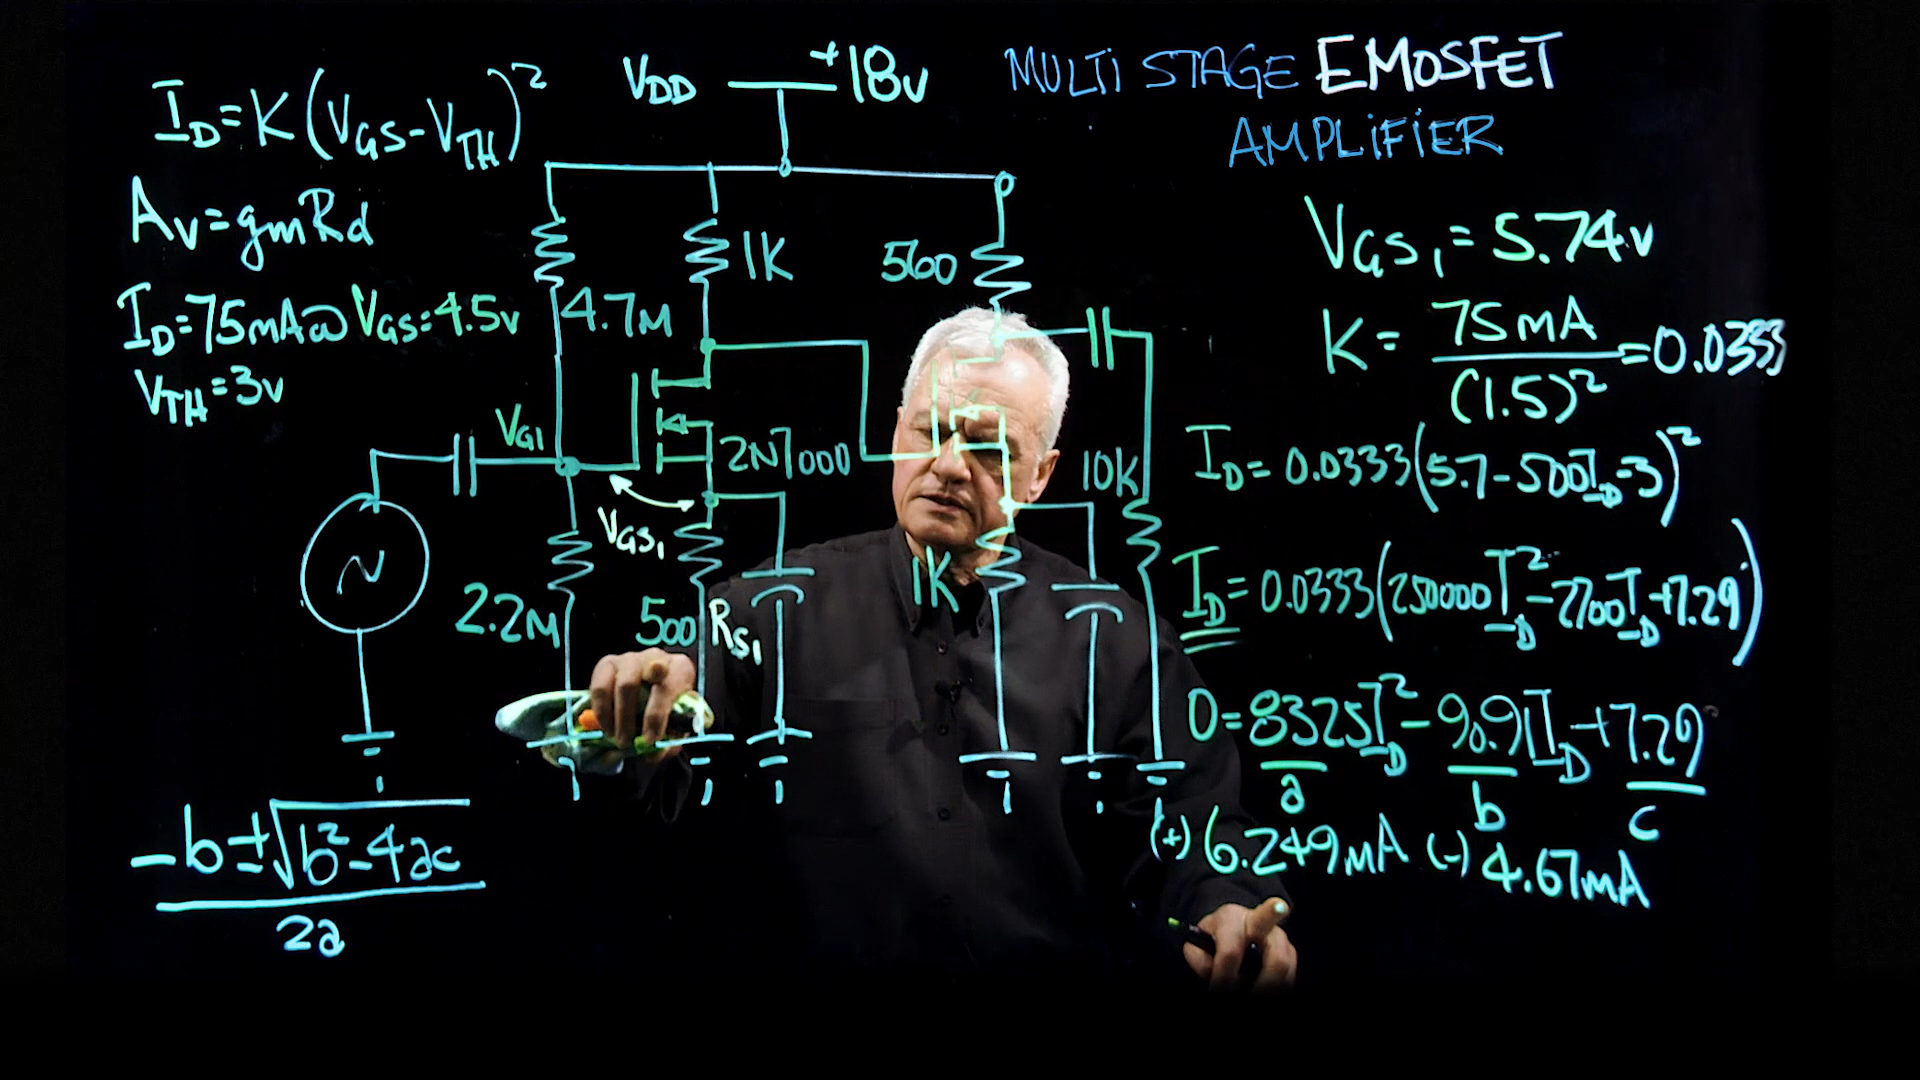 MULTI STAGE EMOSFET
AMPLIFIER
I_D=K(V_GS-V_TH)^2
A_V=gmRd
I_D=75mA@ V_GS=4.5v
V_TH=3v
V_DD +18v
4.7M
1K
560
V_G1
2N7000
V_GS1
2.2M
500 R_S1
1K
10K
-b±√b²-4ac
2a
V_GS1=5.74v
K= 75mA =0.0333
(1.5)²
I_D=0.0333(5.7-500I_D-3)²
I_D=0.0333(250000I_D²-2700I_D+7.29)
0=8325I_D²-90.91I_D+7.29
a b c
(+) 6.249mA (-) 4.67mA